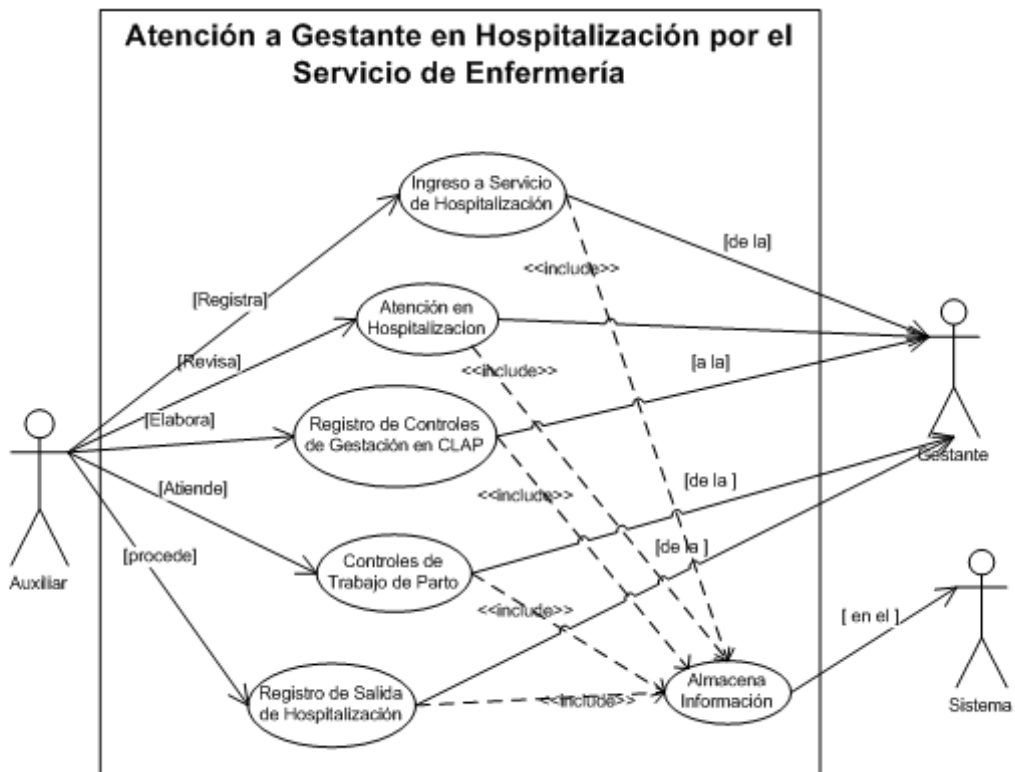 Atención a Gestante en Hospitalización por el
Servicio de Enfermería
Ingreso a Servicio
de Hospitalización
[de la]
<<include>>
[Registra]
Atención en
Hospitalizacion
[Revisa]
<<include>>
[a la]
[Elabora]
Registro de Controles
de Gestación en CLAP
Gestante
[Atiende]
<<include>>
[de la ]
[procede]
Controles de
Trabajo de Parto
[de la ]
Auxiliar
<<include>>
[ en el ]
Registro de Salida
de Hospitalización
<<include>>
Almacena
Información
Sistema